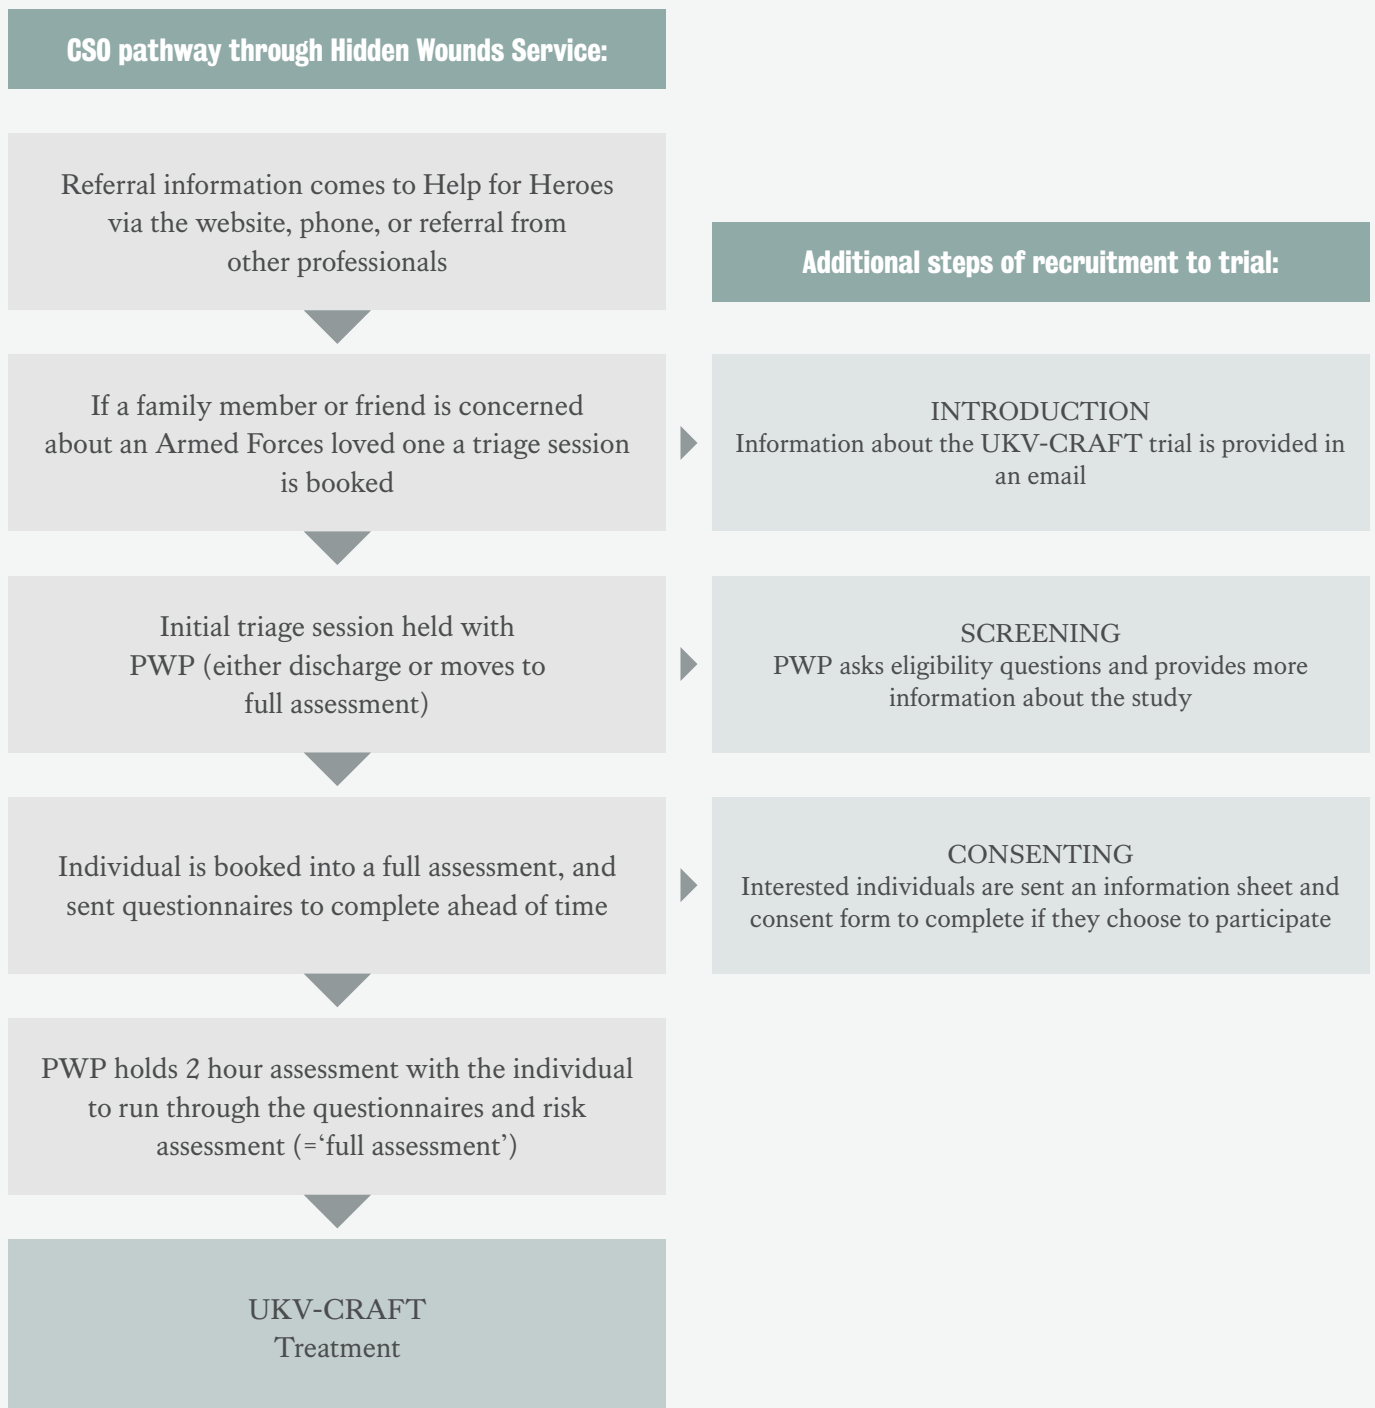 CSO pathway through Hidden Wounds Service:
Referral information comes to Help for Heroes
via the website, phone, or referral from
other professionals
If a family member or friend is concerned
about an Armed Forces loved one a triage session
is booked
Initial triage session held with
PWP (either discharge or moves to
full assessment)
Individual is booked into a full assessment, and
sent questionnaires to complete ahead of time
PWP holds 2 hour assessment with the individual
to run through the questionnaires and risk
assessment (=‘full assessment’)
UKV-CRAFT
Treatment
Additional steps of recruitment to trial:
INTRODUCTION
Information about the UKV-CRAFT trial is provided in
an email
SCREENING
PWP asks eligibility questions and provides more
information about the study
CONSENTING
Interested individuals are sent an information sheet and
consent form to complete if they choose to participate